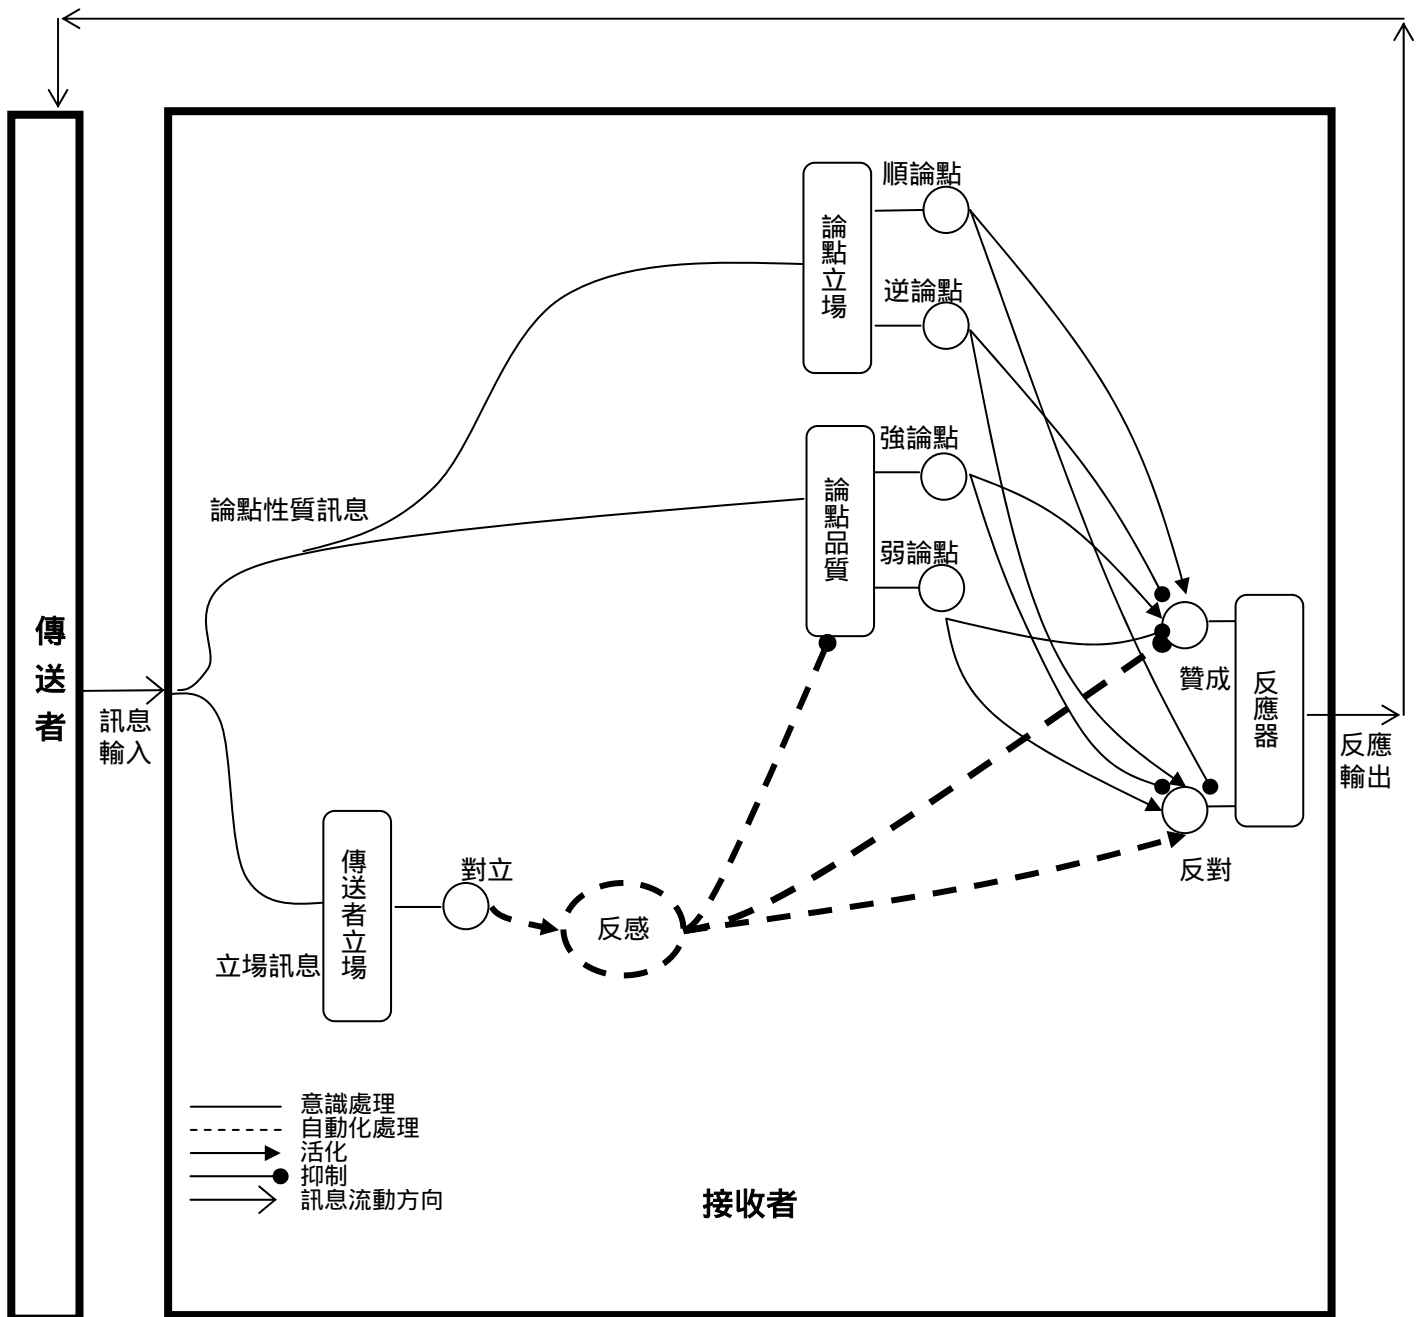 順論點
論點立場
逆論點
強論點
論點品質
論點性質訊息
弱論點
傳送者
訊息
輸入
贊成
反應器
反應
輸出
傳送者立場
對立
反對
反感
立場訊息
意識處理
自動化處理
活化
抑制
訊息流動方向
接收者